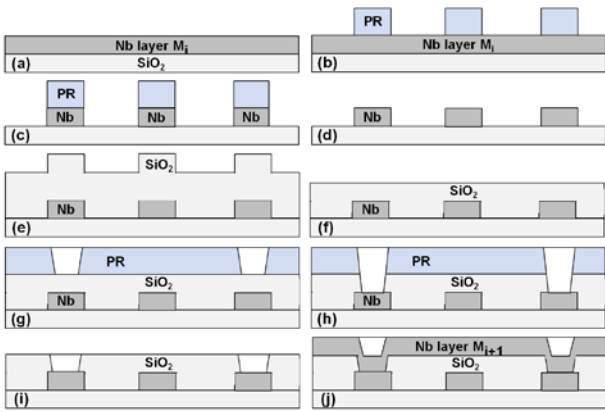 Nb layer Mi
SiO2
(a)
PR
Nb layer Mi
(b)
PR
Nb Nb Nb
(c)
Nb
(d)
SiO2
Nb
(e)
SiO2
Nb
(f)
PR
SiO2
Nb
(g)
PR
SiO2
Nb
(h)
SiO2
(i)
Nb layer Mi+1
SiO2
(j)